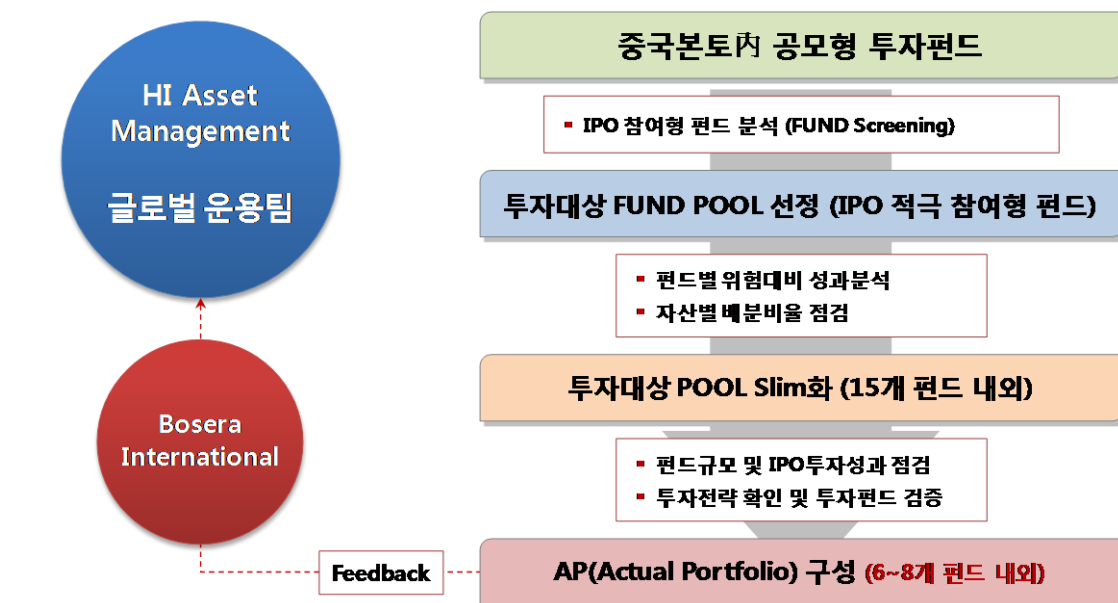 HI Asset
Management
글로벌 운용팀
Bosera
International
중국본토內 공모형 투자펀드
▪ IPO 참여형 펀드 분석 (FUND Screening)
투자대상 FUND POOL 선정 (IPO 적극 참여형 펀드)
▪ 펀드별 위험대비 성과분석
▪ 자산별 배분비율 점검
투자대상 POOL Slim화 (15개 펀드 내외)
▪ 펀드규모 및 IPO투자성과 점검
▪ 투자전략 확인 및 투자펀드 검증
Feedback
AP(Actual Portfolio) 구성 (6~8개 펀드 내외)